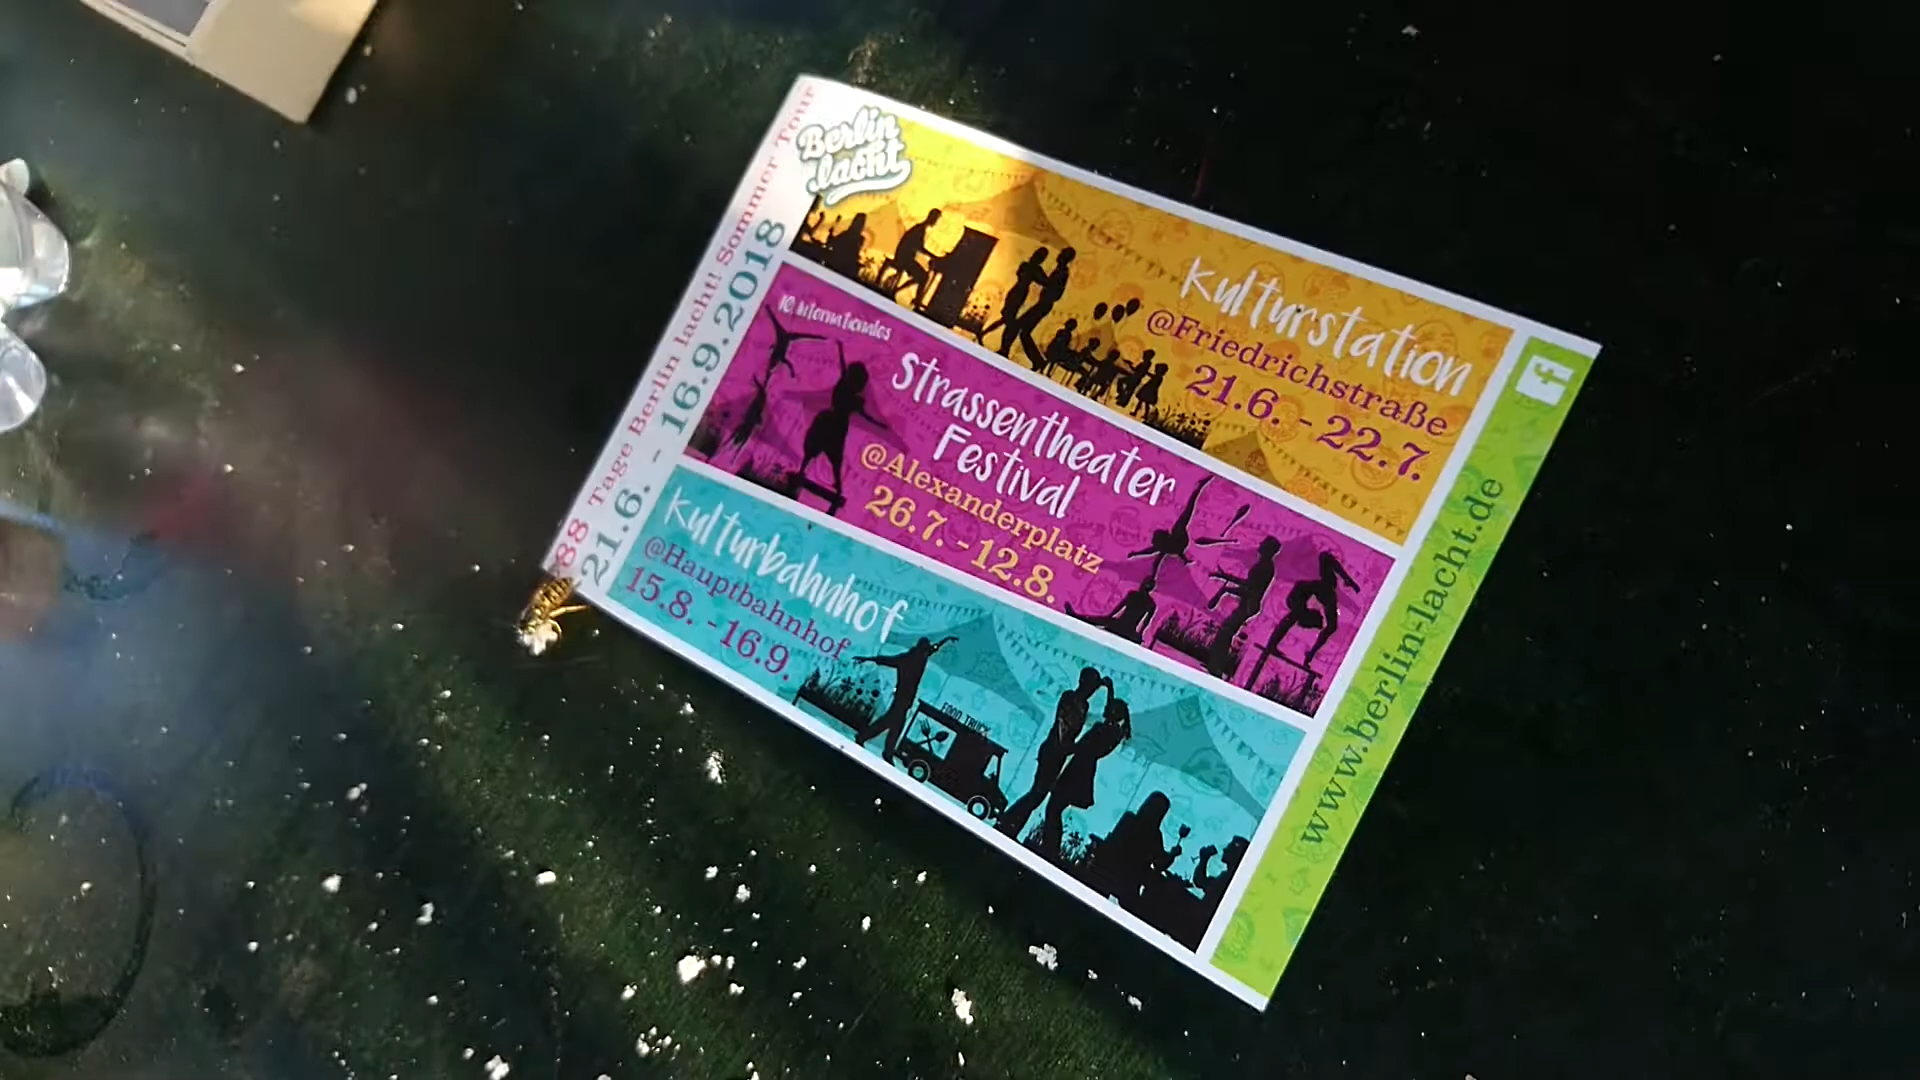 Berlin
lacht
88 Tage Berlin lacht! Sommer Tour
21.6. - 16.9.2018
Kulturstation
@Friedrichstraße
21.6. - 22.7.
10. Internationales
Strassentheater
Festival
@Alexanderplatz
26.7. - 12.8.
Kulturbahnhof
@Hauptbahnhof
15.8. - 16.9.
FOOD TRUCK
f
www.berlin-lacht.de